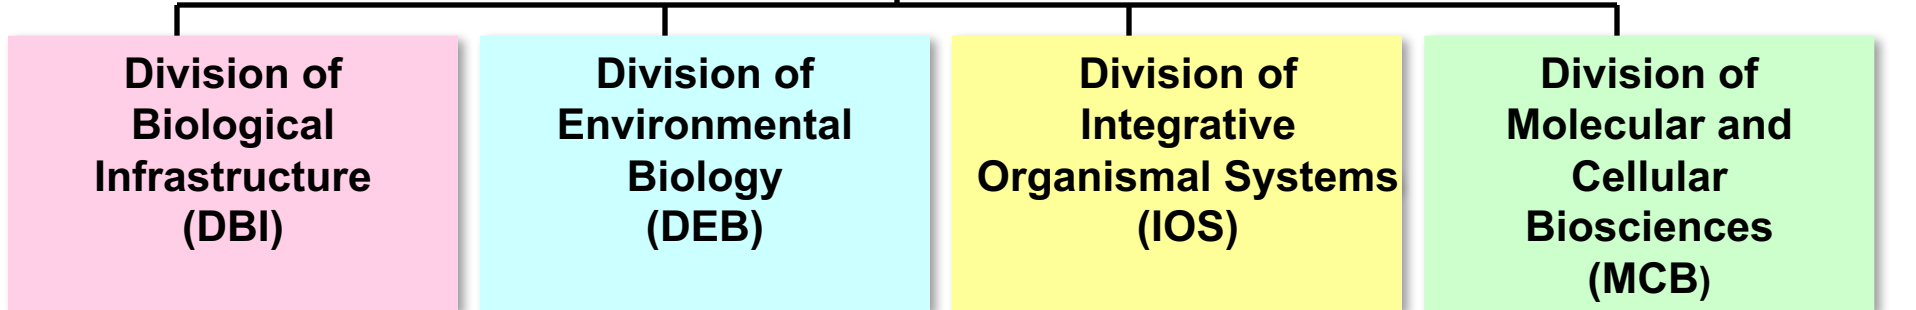 Division of
Biological
Infrastructure
(DBI)
Division of
Environmental
Biology
(DEB)
Division of
Integrative
Organismal Systems
(IOS)
Division of
Molecular and
Cellular
Biosciences
(MCB)